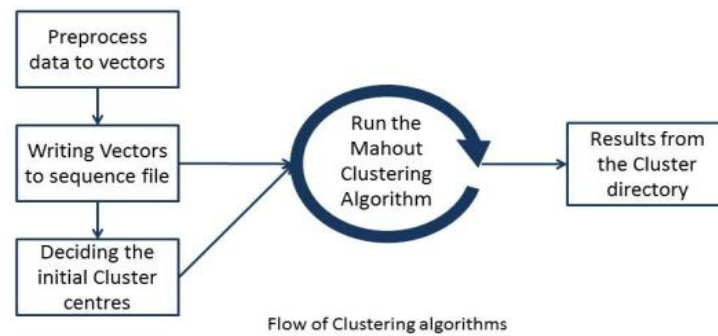 Preprocess
data to vectors
Writing Vectors
to sequence file
Deciding the
initial Cluster
centres
Run the
Mahout
Clustering
Algorithm
Results from
the Cluster
directory
Flow of Clustering algorithms